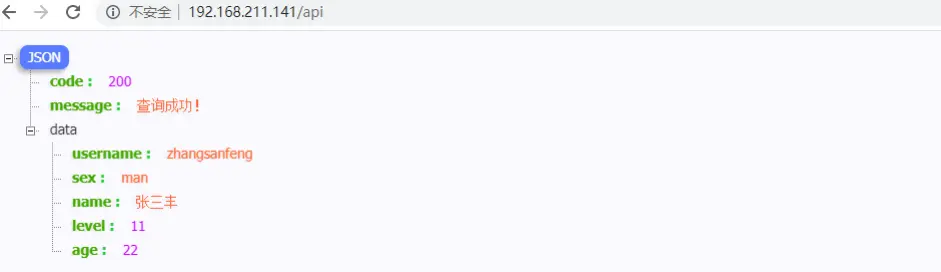 不安全 192.168.211.141/api
JSON
code : 200
message : 查询成功!
data
username : zhangsanfeng
sex : man
name : 张三丰
level : 11
age : 22